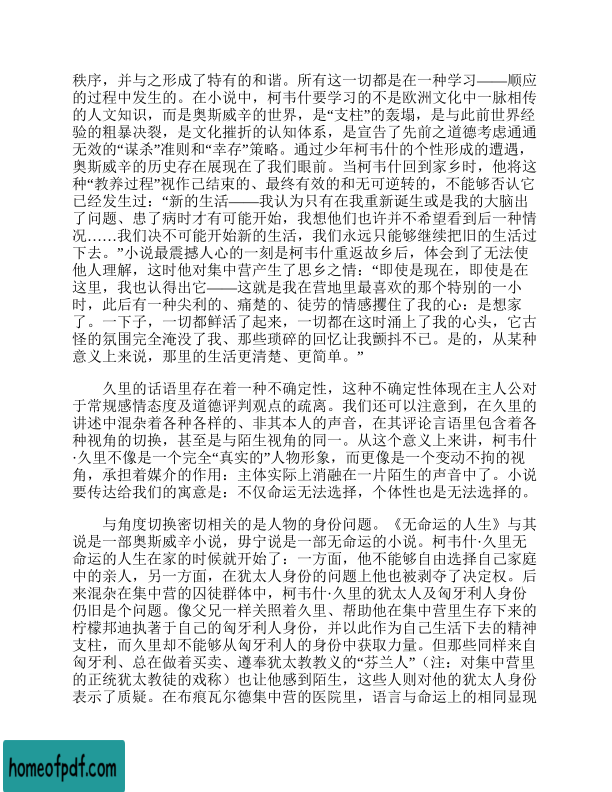 秩序，并与之形成了特有的和谐。所有这一切都是在一种学习——顺应
的过程中发生的。在小说中，柯韦什要学习的不是欧洲文化中一脉相传
的人文知识，而是奥斯威辛的世界，是“支柱”的轰塌，是与此前世界经
验的粗暴决裂，是文化摧折的认知体系，是宣告了先前之道德考虑通通
无效的“谋杀”准则和“幸存”策略。通过少年柯韦什的个性形成的遭遇，
奥斯威辛的历史存在展现在了我们眼前。当柯韦什回到家乡时，他将这
种“教养过程”视作己结束的、最终有效的和无可逆转的，不能够否认它
已经发生过：“新的生活——我认为只有在我重新诞生或是我的大脑出
了问题、患了病时才有可能开始，我想他们也许并不希望看到后一种情
况……我们决不可能开始新的生活，我们永远只能够继续把旧的生活过
下去。”小说最震撼人心的一刻是柯韦什重返故乡后，体会到了无法使
他人理解，这时他对集中营产生了思乡之情：“即使是现在，即使是在
这里，我也认得出它——这就是我在营地里最喜欢的那个特别的一小
时，此后有一种尖利的、痛楚的、徒劳的情感攫住了我的心：是想家
了。一下子，一切都鲜活了起来，一切都在这时涌上了我的心头，它古
怪的氛围完全淹没了我、那些琐碎的回忆让我颤抖不已。是的，从某种
意义上来说，那里的生活更清楚、更简单。”
久里的话语里存在着一种不确定性，这种不确定性体现在主人公对
于常规感情态度及道德评判观点的疏离。我们还可以注意到，在久里的
讲述中混杂着各种各样的、非其本人的声音，在其评论言语里包含着各
种视角的切换，甚至是与陌生视角的同一。从这个意义上来讲，柯韦什
·久里不像是一个完全“真实的”人物形象，而更像是一个变动不拘的视
角，承担着媒介的作用：主体实际上消融在一片陌生的声音中了。小说
要传达给我们的寓意是：不仅命运无法选择，个体性也是无法选择的。
与角度切换密切相关的是人物的身份问题。《无命运的人生》与其
说是一部奥斯威辛小说，毋宁说是一部无命运的小说。柯韦什·久里无
命运的人生在家的时候就开始了：一方面，他不能够自由选择自己家庭
中的亲人，另一方面，在犹太人身份的问题上他也被剥夺了决定权。后
来混杂在集中营的囚徒群体中，柯韦什·久里的犹太人及匈牙利人身份
仍旧是个问题。像父兄一样关照着久里、帮助他在集中营里生存下来的
柠檬邦迪执著于自己的匈牙利人身份，并以此作为自己生活下去的精神
支柱，而久里却不能够从匈牙利人的身份中获取力量。但那些同样来自
匈牙利、总在做着买卖、遵奉犹太教教义的“芬兰人”（注：对集中营里
的正统犹太教徒的戏称）也让他感到陌生，这些人则对他的犹太人身份
表示了质疑。在布痕瓦尔德集中营的医院里，语言与命运上的相同显现
homeofpdf.com